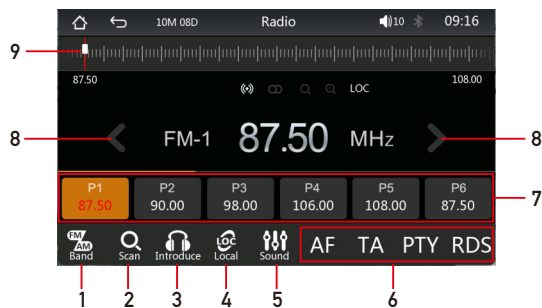 10M 08D Radio 10 09:16
9
87.50 108.00
LOC
8 FM-1 87.50 MHz 8
P1 P2 P3 P4 P5 P6
87.50 90.00 98.00 106.00 108.00 87.50
7
FM AM LOC
Band Scan Introduce Local Sound AF TA PTY RDS
1 2 3 4 5 6